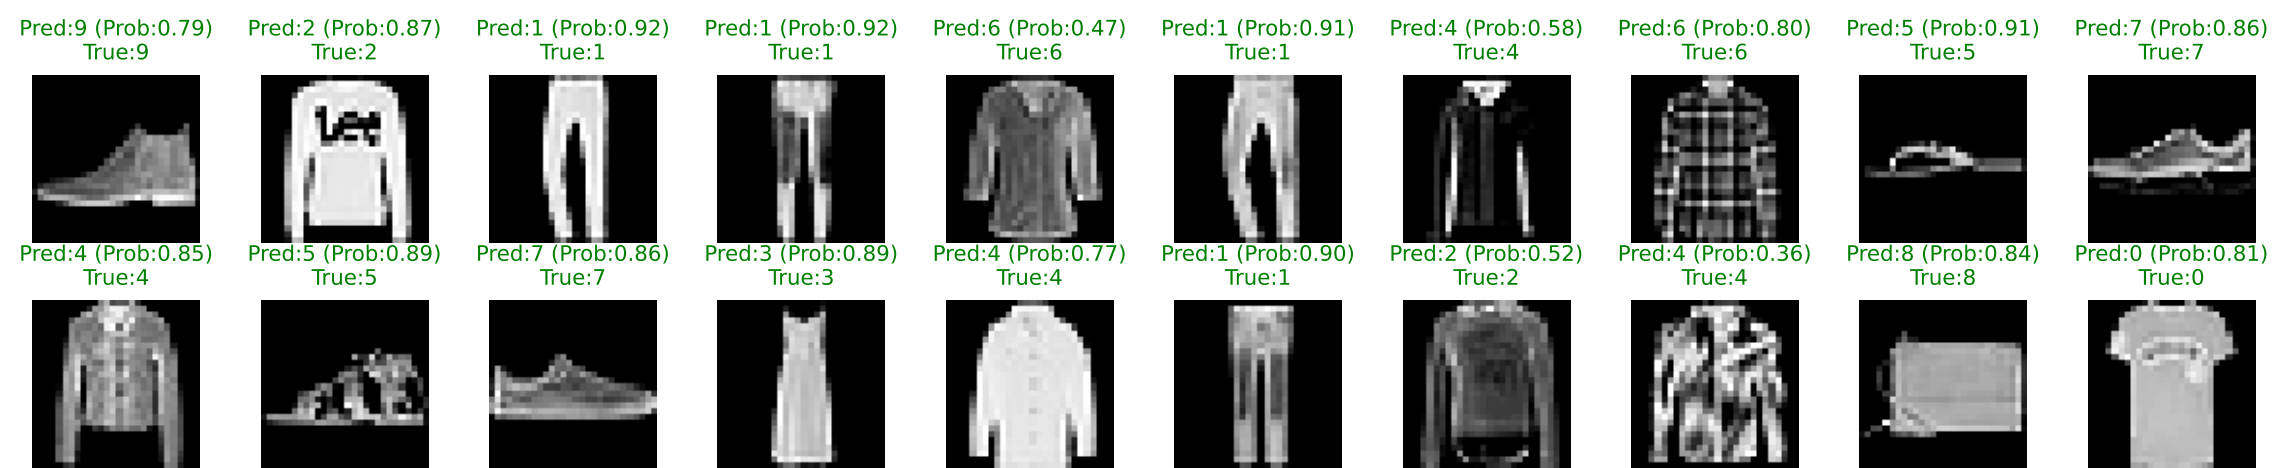 Pred:9 (Prob:0.79) Pred:2 (Prob:0.87) Pred:1 (Prob:0.92) Pred:1 (Prob:0.92) Pred:6 (Prob:0.47) Pred:1 (Prob:0.91) Pred:4 (Prob:0.58) Pred:6 (Prob:0.80) Pred:5 (Prob:0.91) Pred:7 (Prob:0.86)
True:9 True:2 True:1 True:1 True:6 True:1 True:4 True:6 True:5 True:7
Lee
Pred:4 (Prob:0.85) Pred:5 (Prob:0.89) Pred:7 (Prob:0.86) Pred:3 (Prob:0.89) Pred:4 (Prob:0.77) Pred:1 (Prob:0.90) Pred:2 (Prob:0.52) Pred:4 (Prob:0.36) Pred:8 (Prob:0.84) Pred:0 (Prob:0.81)
True:4 True:5 True:7 True:3 True:4 True:1 True:2 True:4 True:8 True:0